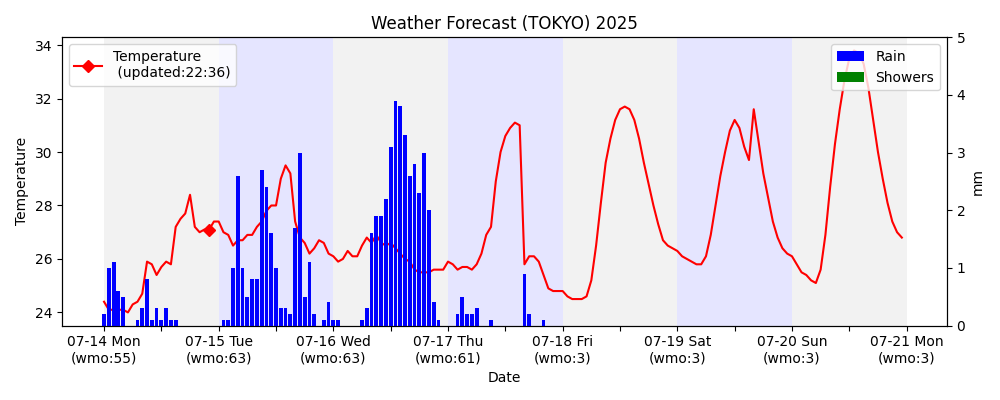 Weather Forecast (TOKYO) 2025
Temperature
(updated:22:36)
Rain
Showers
34
32
30
28
26
24
Temperature
5
4
3
2
1
0
mm
07-14 Mon
(wmo:55)
07-15 Tue
(wmo:63)
07-16 Wed
(wmo:63)
07-17 Thu
(wmo:61)
07-18 Fri
(wmo:3)
07-19 Sat
(wmo:3)
07-20 Sun
(wmo:3)
07-21 Mon
(wmo:3)
Date